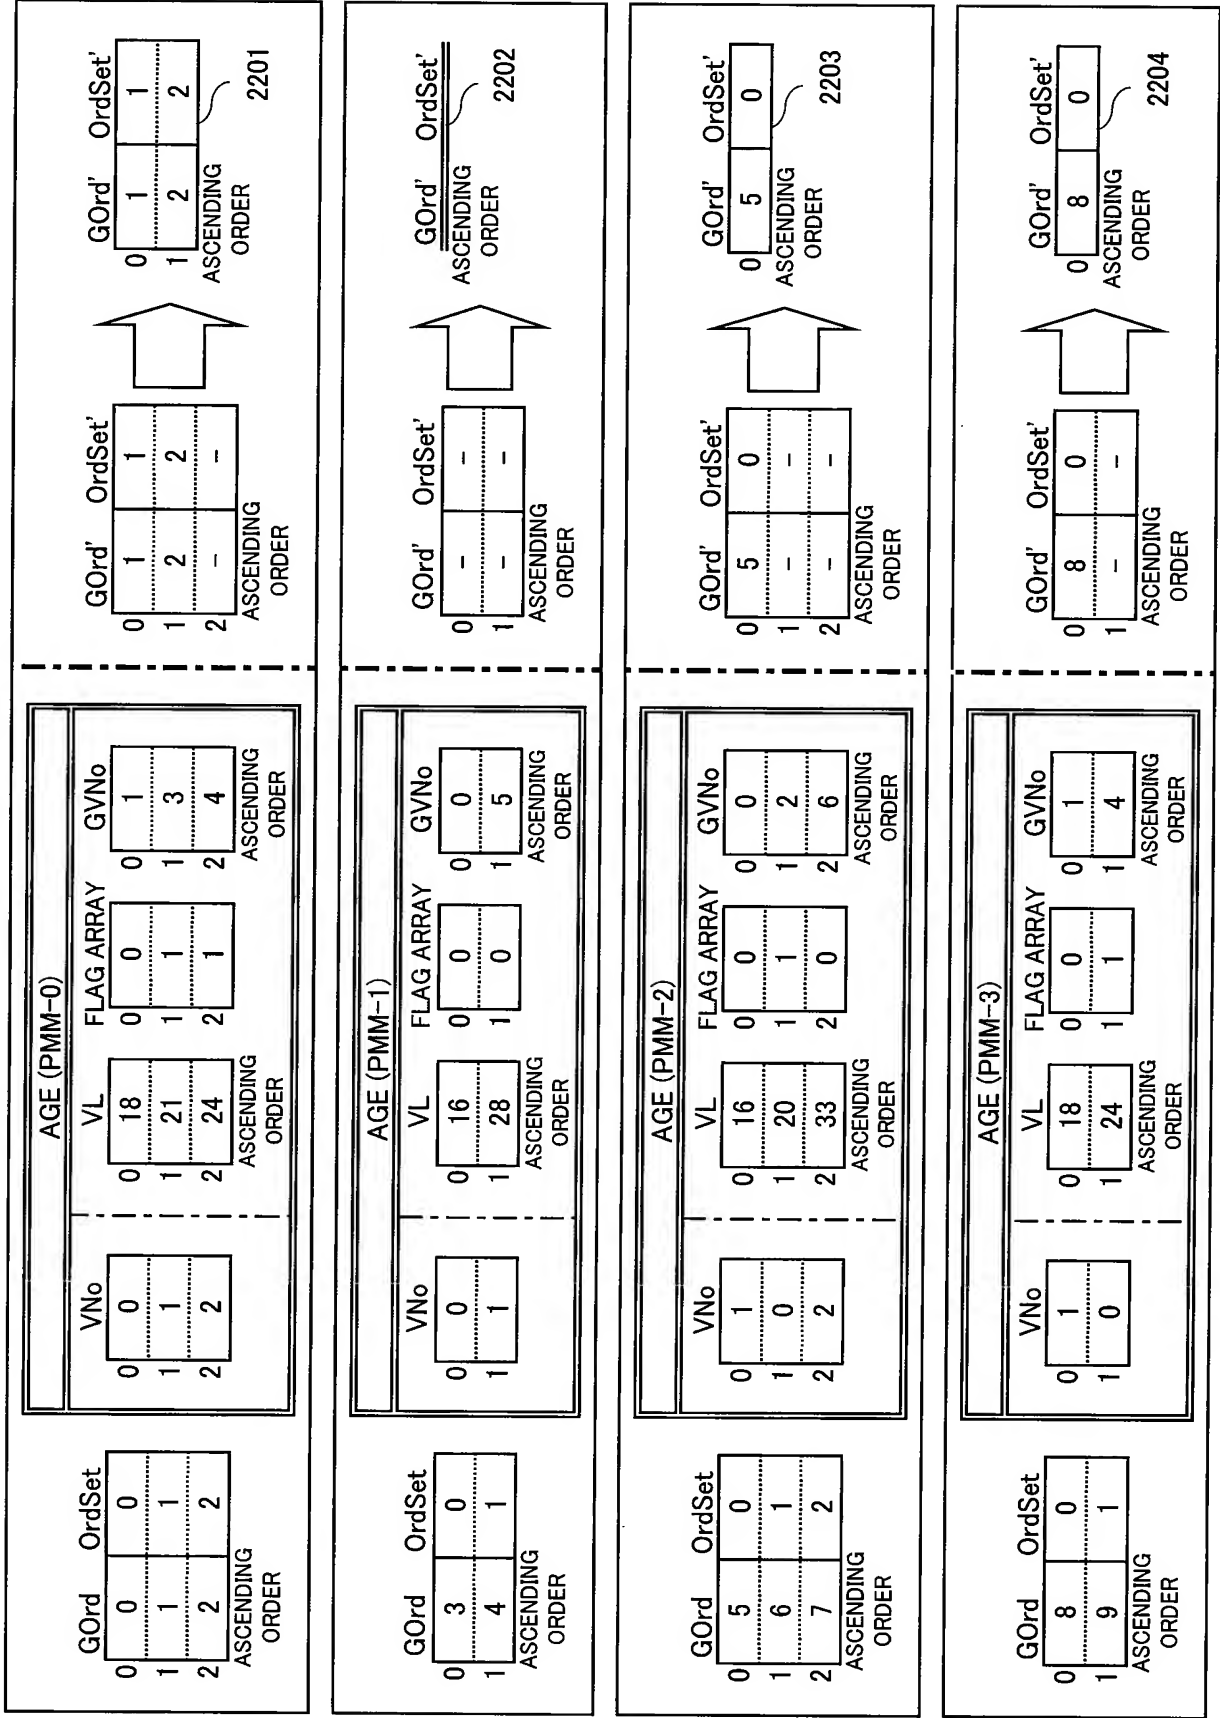 AGE (PMM-0)
GOrd OrdSet VNo VL FLAG ARRAY GVNo GOrd' OrdSet' GOrd' OrdSet'
0 0 0 0 0 0 18 0 0 0 1 0 1 1 0 1 1
1 1 1 1 1 1 21 1 1 1 3 1 2 2 1 2 2
2 2 2 2 2 2 24 2 1 2 4 2 - -
ASCENDING ORDER ASCENDING ORDER ASCENDING ORDER ASCENDING ORDER ASCENDING ORDER
2201
AGE (PMM-1)
GOrd OrdSet VNo VL FLAG ARRAY GVNo GOrd' OrdSet' GOrd' OrdSet'
0 3 0 0 0 0 16 0 0 0 0 0 - -
1 4 1 1 1 1 28 1 0 1 5 1 - -
ASCENDING ORDER ASCENDING ORDER ASCENDING ORDER ASCENDING ORDER ASCENDING ORDER
2202
AGE (PMM-2)
GOrd OrdSet VNo VL FLAG ARRAY GVNo GOrd' OrdSet' GOrd' OrdSet'
0 5 0 0 1 0 16 0 0 0 0 0 5 0 0 5 0
1 6 1 1 0 1 20 1 1 1 2 1 - -
2 7 2 2 2 2 33 2 0 2 6 2 - -
ASCENDING ORDER ASCENDING ORDER ASCENDING ORDER ASCENDING ORDER ASCENDING ORDER
2203
AGE (PMM-3)
GOrd OrdSet VNo VL FLAG ARRAY GVNo GOrd' OrdSet' GOrd' OrdSet'
0 8 0 0 1 0 18 0 0 0 1 0 8 0 0 8 0
1 9 1 1 0 1 24 1 1 1 4 1 - -
ASCENDING ORDER ASCENDING ORDER ASCENDING ORDER ASCENDING ORDER ASCENDING ORDER
2204